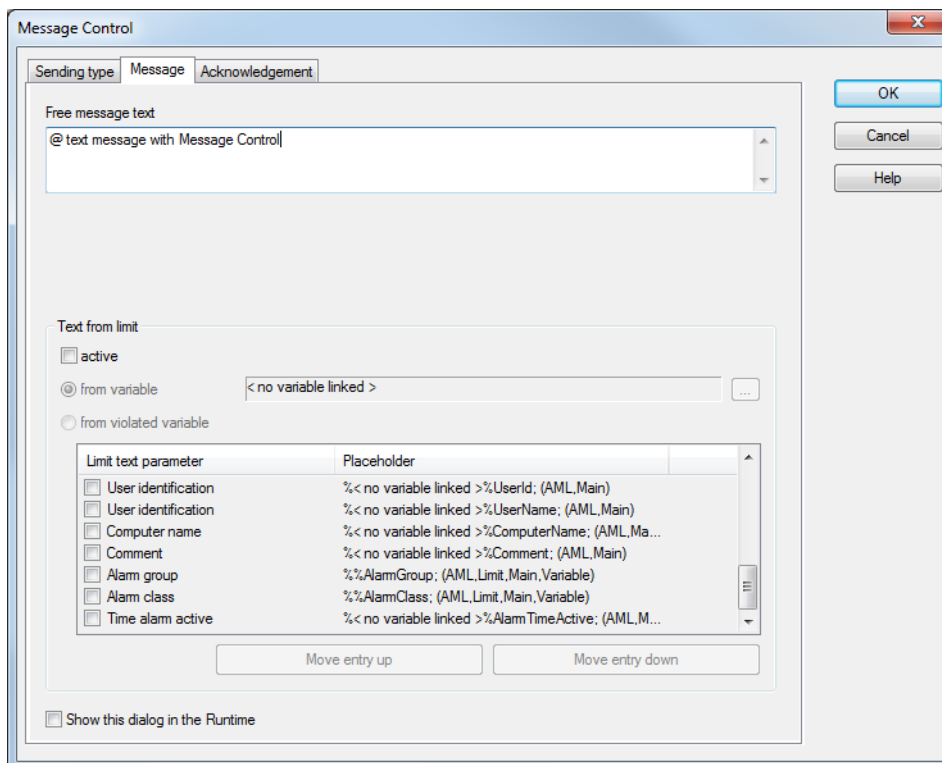 Message Control
Sending type Message Acknowledgement
OK
Cancel
Help
Free message text
@ text message with Message Control
Text from limit
active
from variable < no variable linked > ...
from violated variable
Limit text parameter Placeholder
User identification %< no variable linked >%UserId; (AML,Main)
User identification %< no variable linked >%UserName; (AML,Main)
Computer name %< no variable linked >%ComputerName; (AML,Ma...
Comment %< no variable linked >%Comment; (AML,Main)
Alarm group %%AlarmGroup; (AML,Limit,Main,Variable)
Alarm class %%AlarmClass; (AML,Limit,Main,Variable)
Time alarm active %< no variable linked >%AlarmTimeActive; (AML,M...
Move entry up Move entry down
Show this dialog in the Runtime